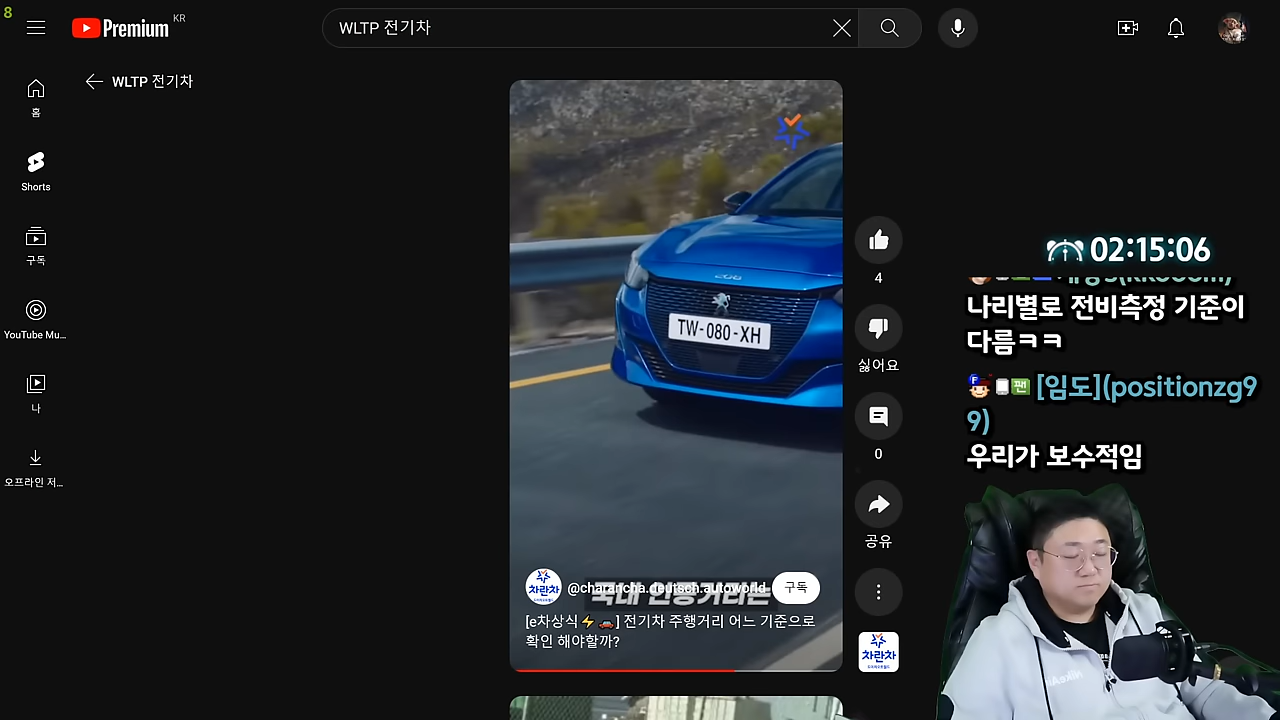 8
Premium
KR
WLTP 전기차
WLTP 전기차
홈
Shorts
구독
YouTube Mu...
나
오프라인 저...
208
TW-080-XH
4
싫어요
0
공유
차란차
@charancha.deutsch.autoworld
구독
국내 인증거리는
[e차상식⚡🚗] 전기차 주행거리 어느 기준으로
확인 해야할까?
차란차
02:15:06
나리별로 전비측정 기준이
다름ㅋㅋ
[임도](positionzg9
9)
우리가 보수적임